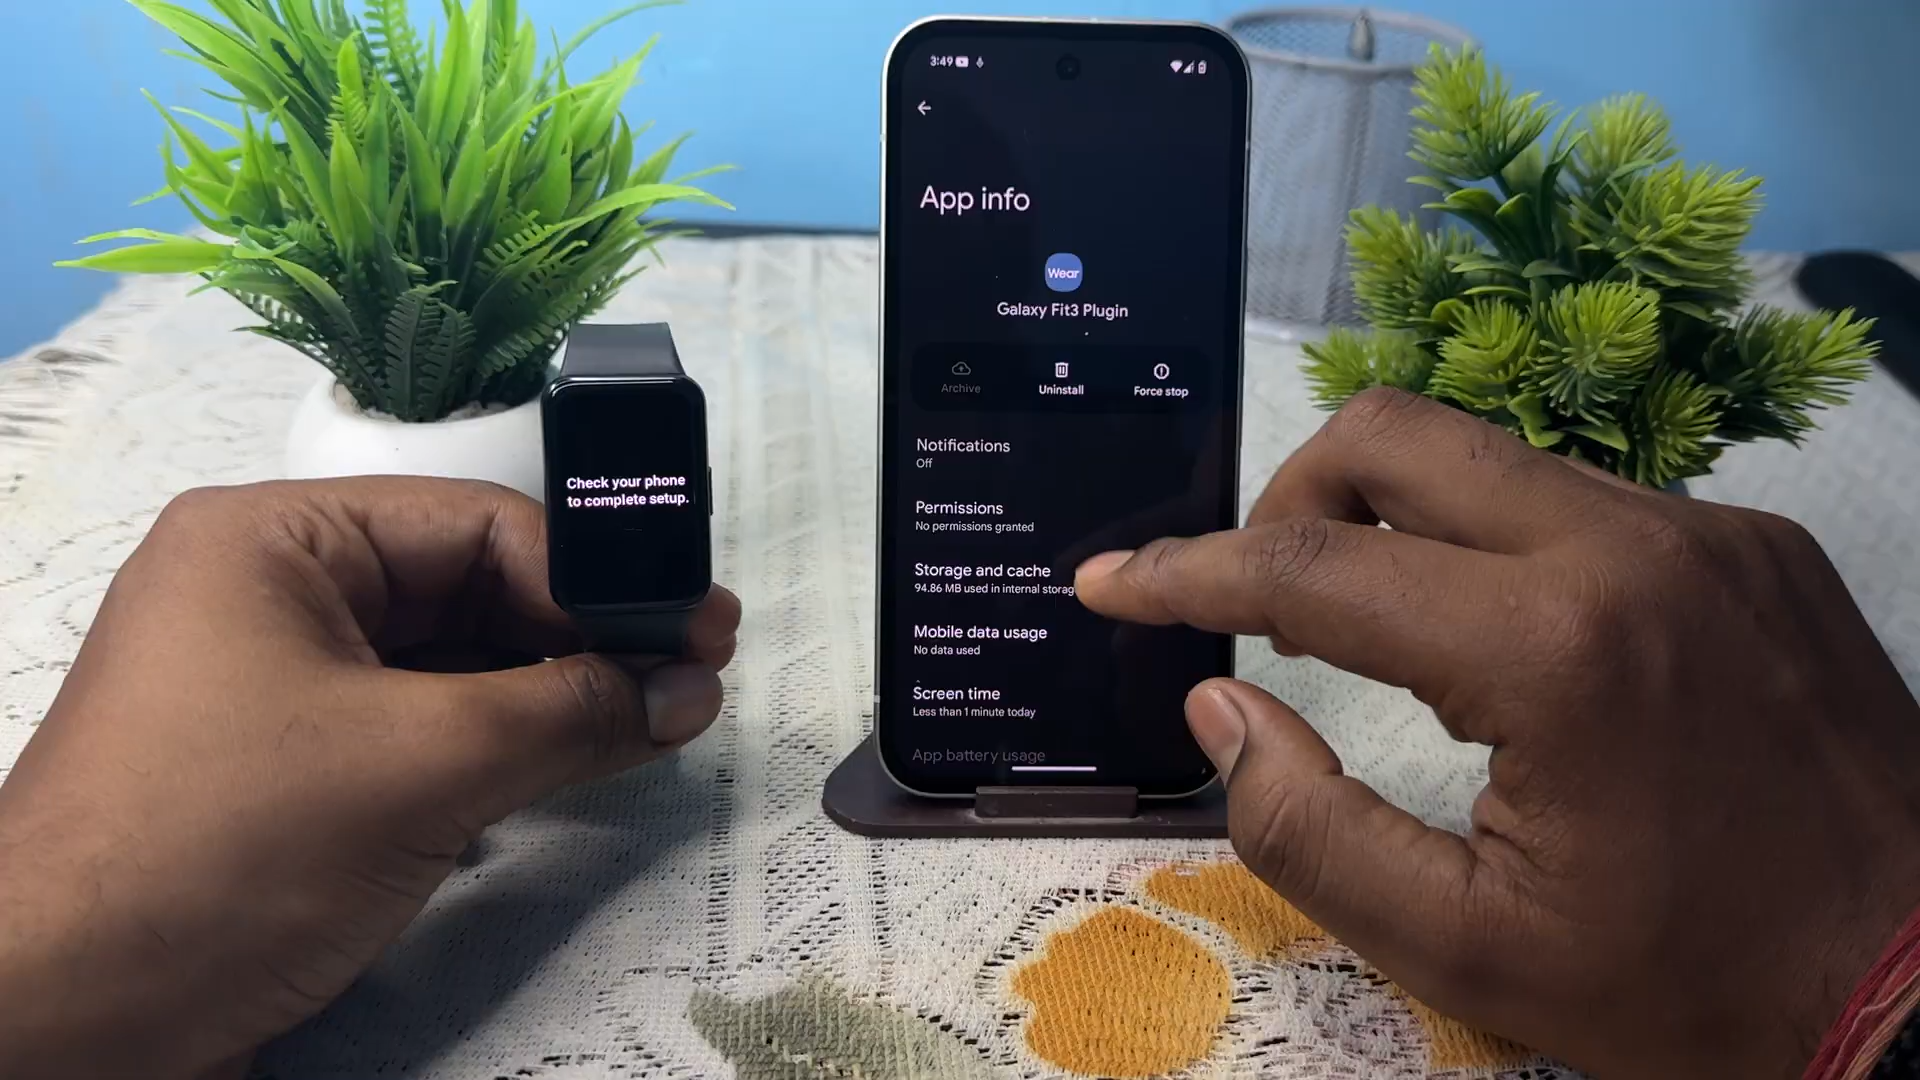 3:49
App info
Wear
Galaxy Fit3 Plugin
Archive
Uninstall
Force stop
Notifications
Off
Permissions
No permissions granted
Storage and cache
94.86 MB used in internal storag
Mobile data usage
No data used
Screen time
Less than 1 minute today
App battery usage
Check your phone
to complete setup.